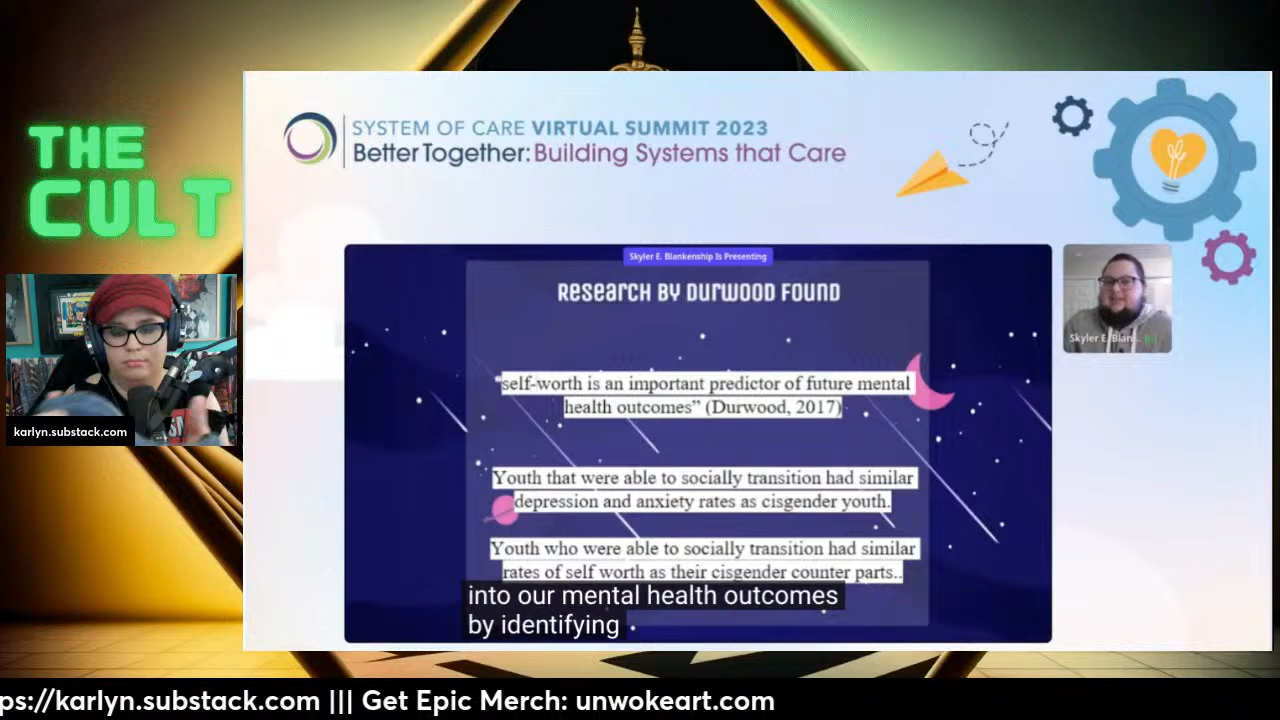 THE
CULT
karlyn.substack.com
SYSTEM OF CARE VIRTUAL SUMMIT 2023
Better Together: Building Systems that Care
Skyler E. Blankenship Is Presenting
Research by Durwood Found
self-worth is an important predictor of future mental
health outcomes” (Durwood, 2017)
Youth that were able to socially transition had similar
depression and anxiety rates as cisgender youth.
Youth who were able to socially transition had similar
rates of self worth as their cisgender counter parts..
into our mental health outcomes
by identifying
Skyler E. Blan...
ps://karlyn.substack.com ||| Get Epic Merch: unwokeart.com